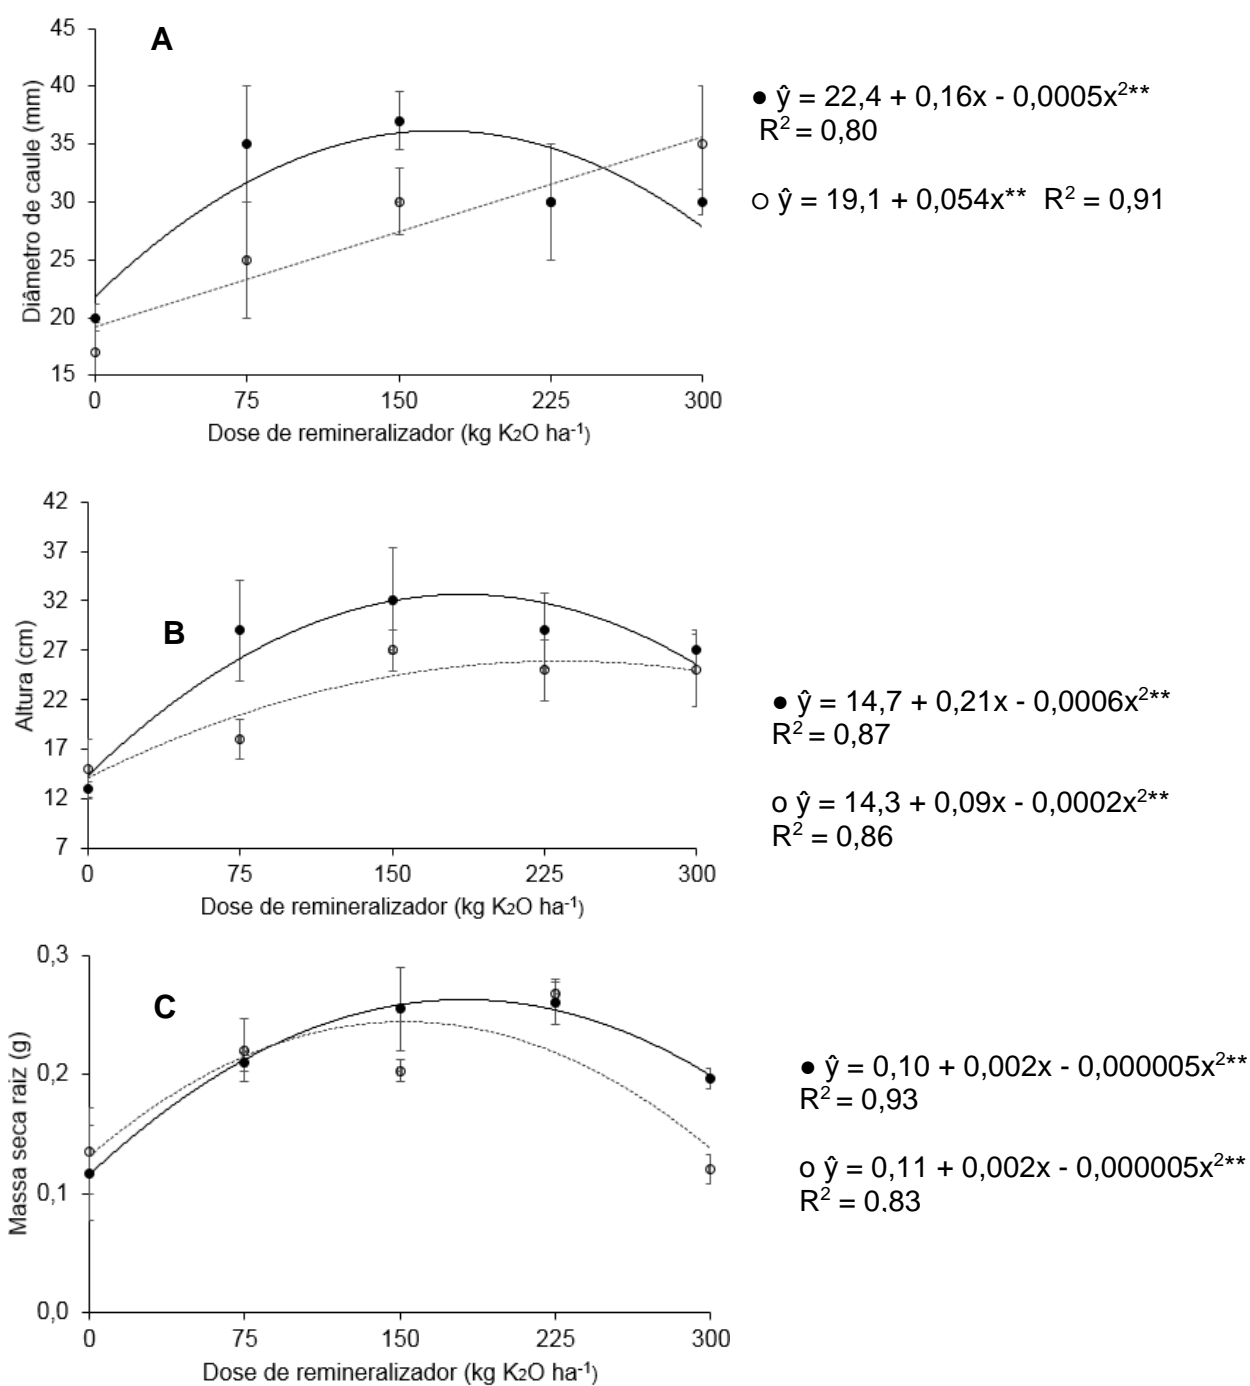 A
45
40
35
30
25
20
15
Diâmetro de caule (mm)
0 75 150 225 300
Dose de remineralizador (kg K2O ha-1)
● ŷ = 22,4 + 0,16x - 0,0005x2**
R2 = 0,80
○ ŷ = 19,1 + 0,054x** R2 = 0,91
B
42
37
32
27
22
17
12
7
Altura (cm)
0 75 150 225 300
Dose de remineralizador (kg K2O ha-1)
● ŷ = 14,7 + 0,21x - 0,0006x2**
R2 = 0,87
o ŷ = 14,3 + 0,09x - 0,0002x2**
R2 = 0,86
C
0,3
0,2
0,1
0,0
Massa seca raiz (g)
0 75 150 225 300
Dose de remineralizador (kg K2O ha-1)
● ŷ = 0,10 + 0,002x - 0,000005x2**
R2 = 0,93
o ŷ = 0,11 + 0,002x - 0,000005x2**
R2 = 0,83